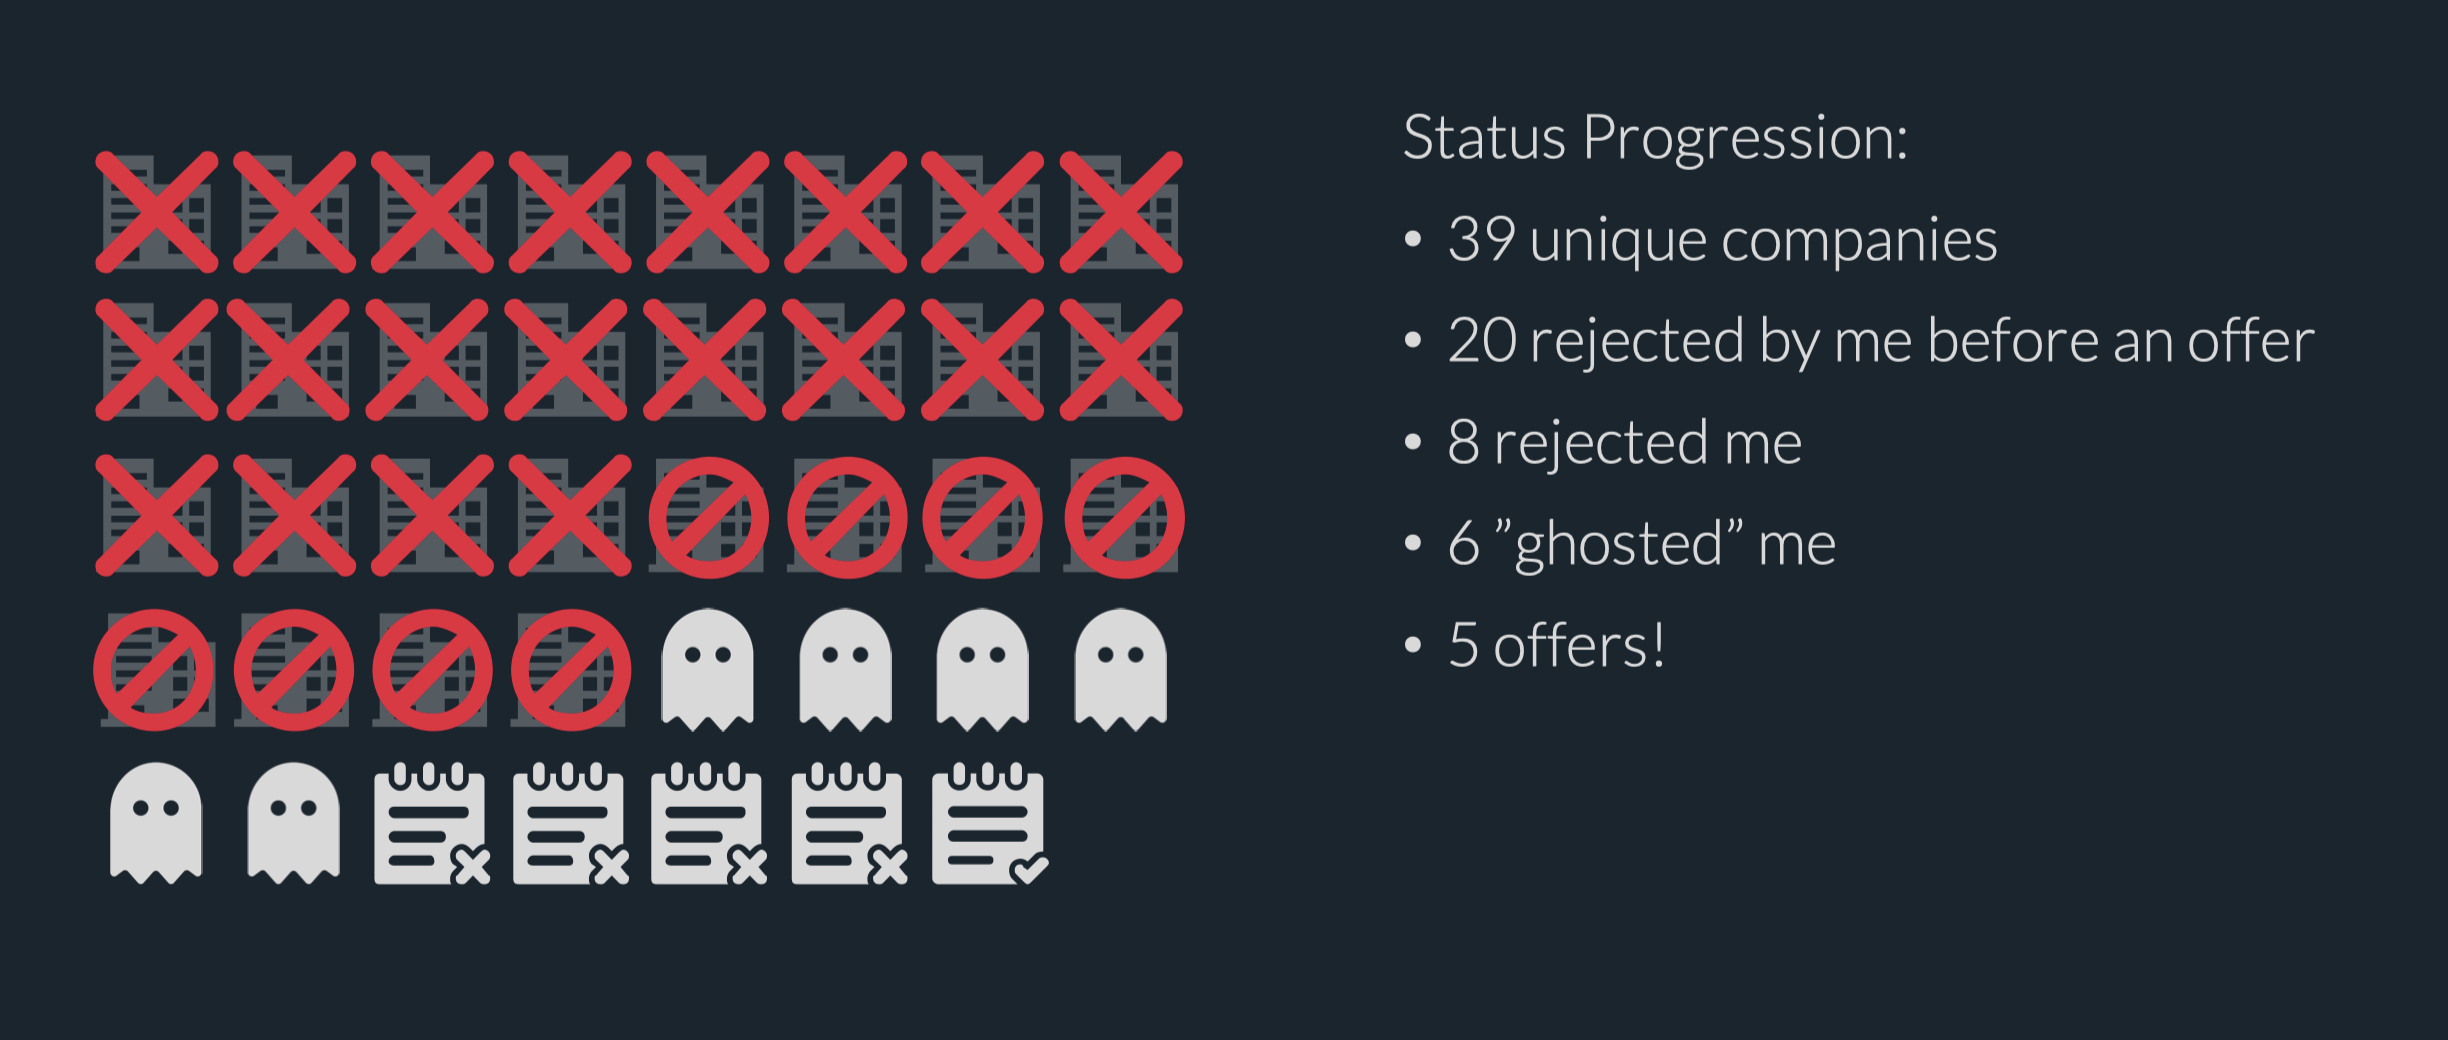 Status Progression:
• 39 unique companies
• 20 rejected by me before an offer
• 8 rejected me
• 6 ”ghosted” me
• 5 offers!